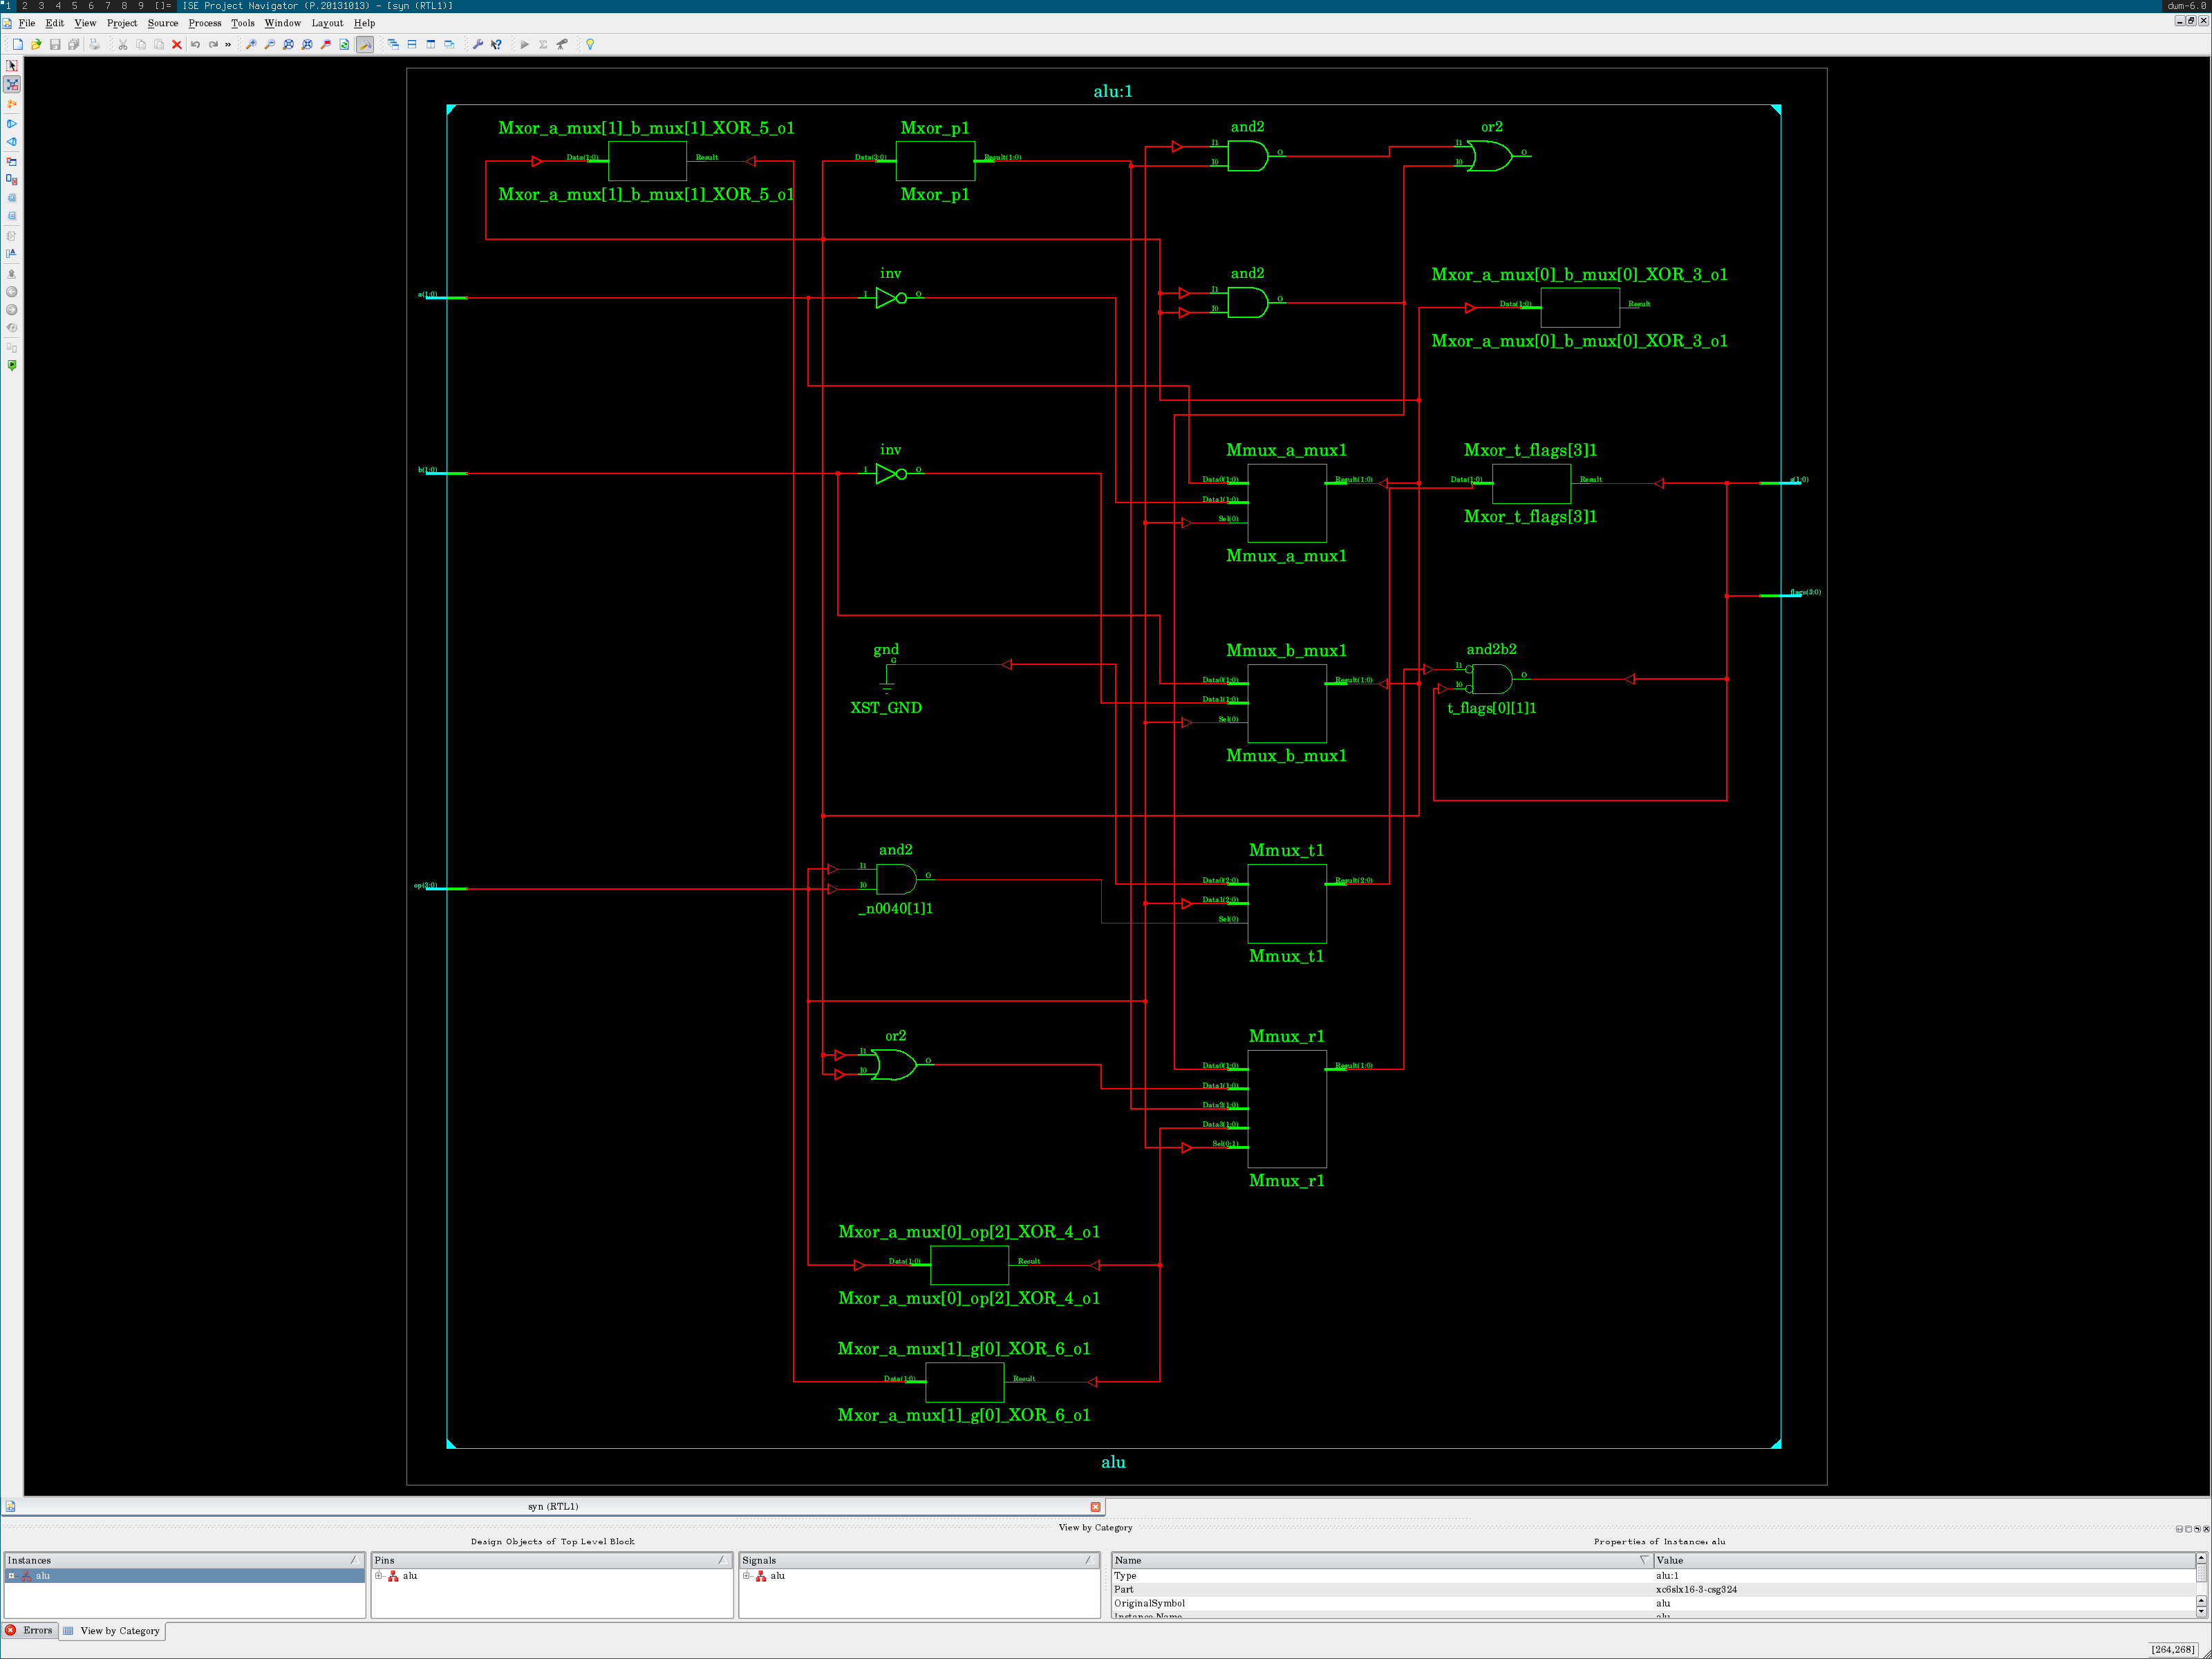 1 2 3 4 5 6 7 8 9 []= ISE Project Navigator (P.20131013) - [syn (RTL1)] dwm-6.0
File Edit View Project Source Process Tools Window Layout Help
alu:1
Mxor_a_mux[1]_b_mux[1]_XOR_5_o1 Mxor_p1 and2 or2
Data(1:0) Result Result(1:0) I1 I0 O I1 I0 O
Mxor_a_mux[1]_b_mux[1]_XOR_5_o1 Mxor_p1
inv and2 Mxor_a_mux[0]_b_mux[0]_XOR_3_o1
a(1:0) I O I1 I0 O Data(1:0) Result
Mxor_a_mux[0]_b_mux[0]_XOR_3_o1
inv Mmux_a_mux1 Mxor_t_flags[3]1
b(1:0) I O Data0(1:0) Result(1:0) Data(1:0) Result
Data1(1:0)
Sel(0) Mxor_t_flags[3]1
Mmux_a_mux1
flags(3:0)
gnd Mmux_b_mux1 and2b2
G Data0(1:0) Result(1:0) I1 I0 O
Data1(1:0)
XST_GND Sel(0) t_flags[0][1]1
Mmux_b_mux1
and2 Mmux_t1
I1 I0 O Data0(2:0) Result(2:0)
Data1(2:0)
_n0040[1]1 Sel(0)
Mmux_t1
or2 Mmux_r1
I1 I0 O Data0(1:0) Result(1:0)
Data1(1:0)
Data2(1:0)
Data3(1:0)
Sel(0:1)
Mmux_r1
Mxor_a_mux[0]_op[2]_XOR_4_o1
Data(1:0) Result
Mxor_a_mux[0]_op[2]_XOR_4_o1
Mxor_a_mux[1]_g[0]_XOR_6_o1
Data(1:0) Result
Mxor_a_mux[1]_g[0]_XOR_6_o1
alu
syn (RTL1)
View by Category
Design Objects of Top Level Block Properties of Instance: alu
Instances Pins Signals Name Value
alu alu alu Type alu:1
Part xc6slx16-3-csg324
OriginalSymbol alu
Instance Name alu
Errors View by Category
[264,268]